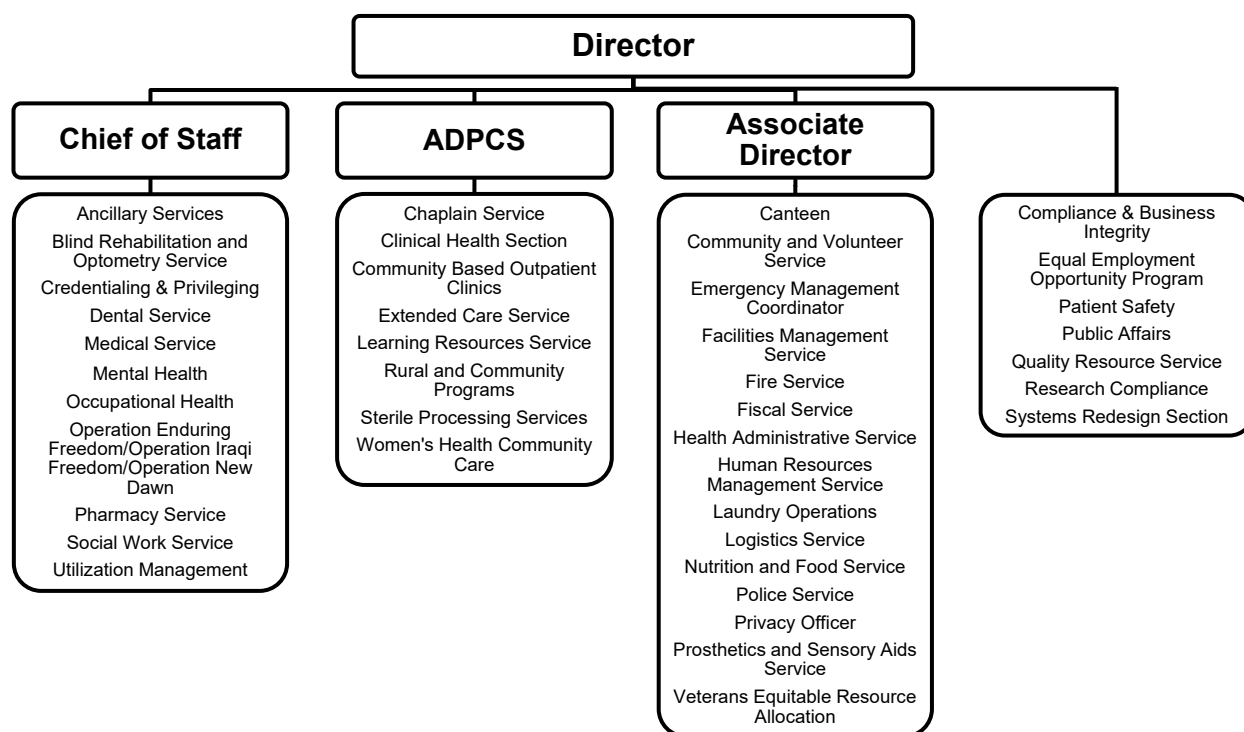 Director
Chief of Staff
ADPCS
Associate
Director
Ancillary Services
Blind Rehabilitation and
Optometry Service
Credentialing & Privileging
Dental Service
Medical Service
Mental Health
Occupational Health
Operation Enduring
Freedom/Operation Iraqi
Freedom/Operation New
Dawn
Pharmacy Service
Social Work Service
Utilization Management
Chaplain Service
Clinical Health Section
Community Based Outpatient
Clinics
Extended Care Service
Learning Resources Service
Rural and Community
Programs
Sterile Processing Services
Women's Health Community
Care
Canteen
Community and Volunteer
Service
Emergency Management
Coordinator
Facilities Management
Service
Fire Service
Fiscal Service
Health Administrative Service
Human Resources
Management Service
Laundry Operations
Logistics Service
Nutrition and Food Service
Police Service
Privacy Officer
Prosthetics and Sensory Aids
Service
Veterans Equitable Resource
Allocation
Compliance & Business
Integrity
Equal Employment
Opportunity Program
Patient Safety
Public Affairs
Quality Resource Service
Research Compliance
Systems Redesign Section